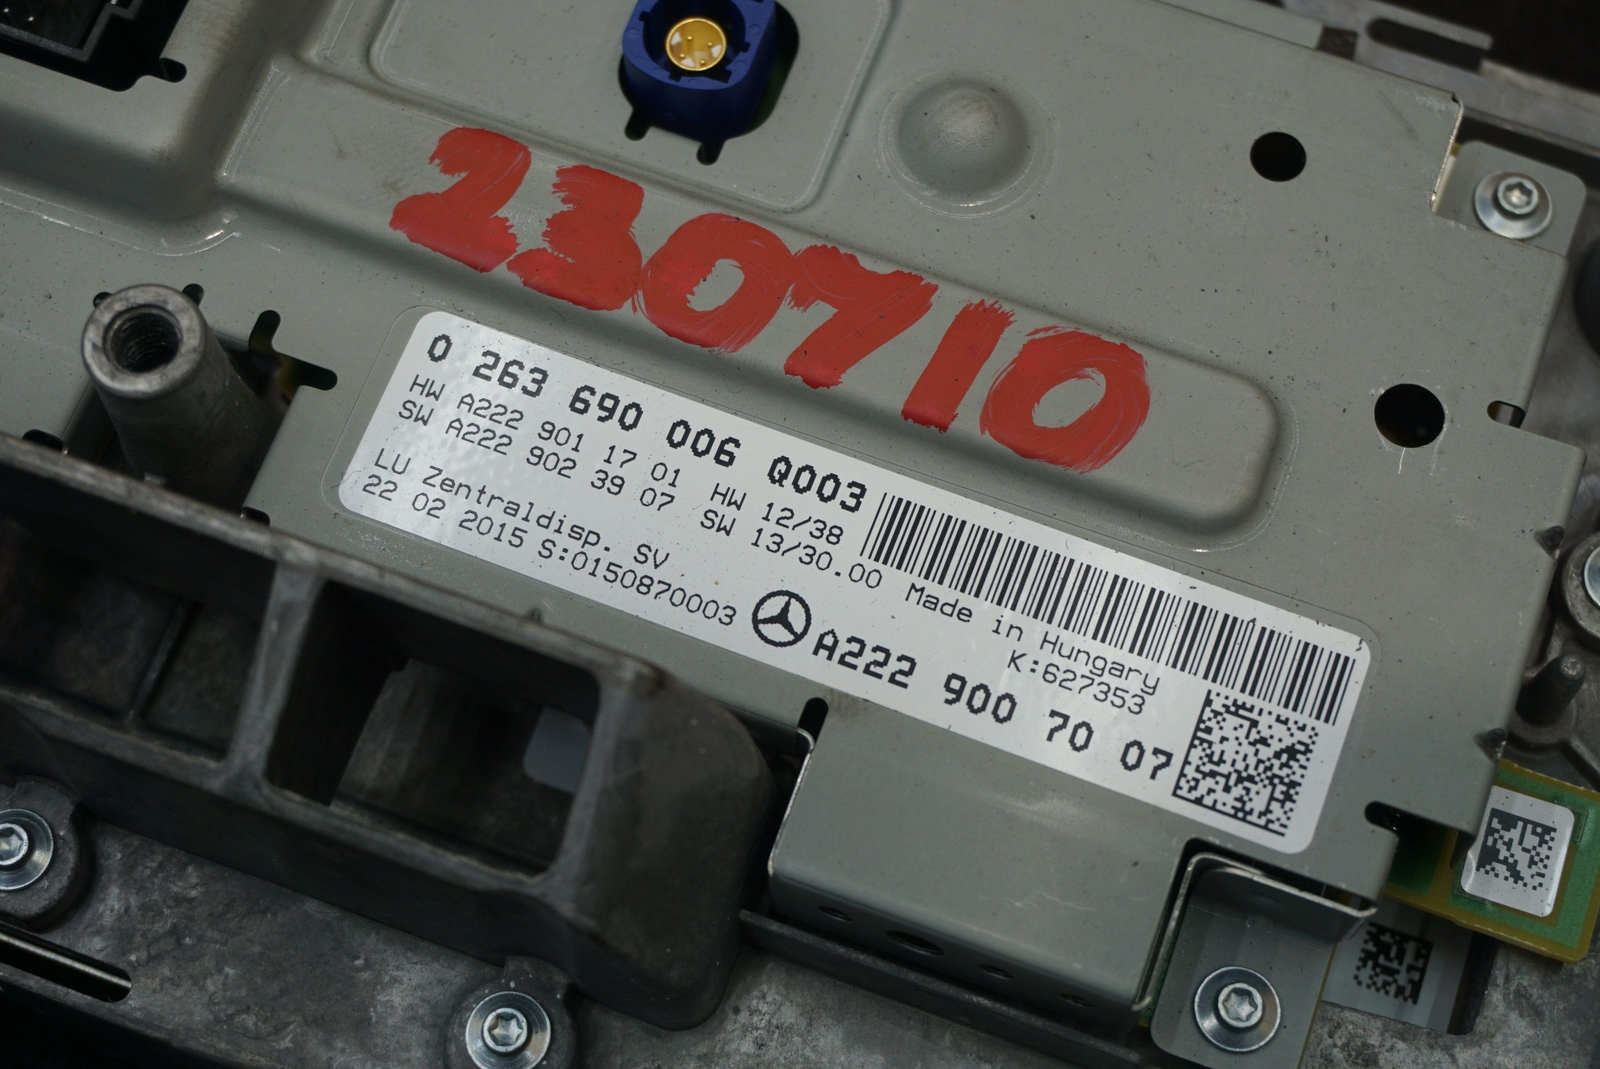 230710
0 263 690 006 Q003
HW A222 901 17 01 HW 12/38
SW A222 902 39 07 SW 13/30.00
LU Zentraldisp. SV
22 02 2015 S:0150870003
Made in Hungary
K:627353
A222 900 70 07